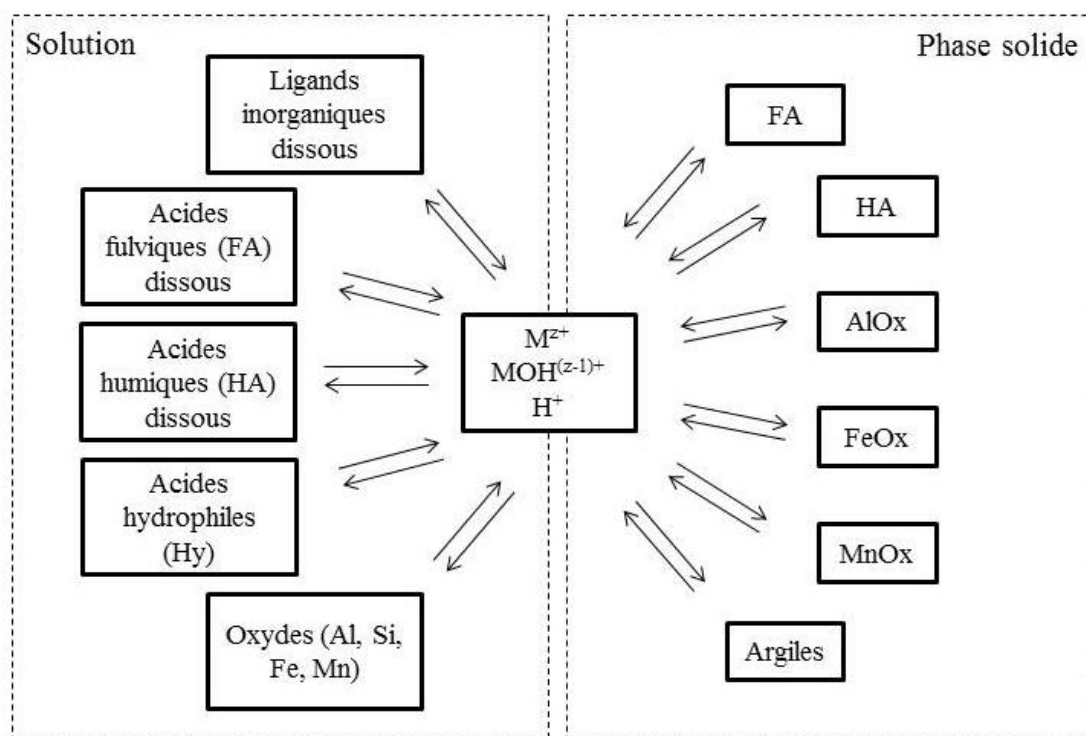 Solution
Ligands
inorganiques
dissous
Acides
fulviques (FA)
dissous
Acides
humiques (HA)
dissous
Acides
hydrophiles
(Hy)
Oxydes (Al, Si,
Fe, Mn)
M^{z+}
MOH^{(z-1)+}
H^{+}
Phase solide
FA
HA
AlOx
FeOx
MnOx
Argiles